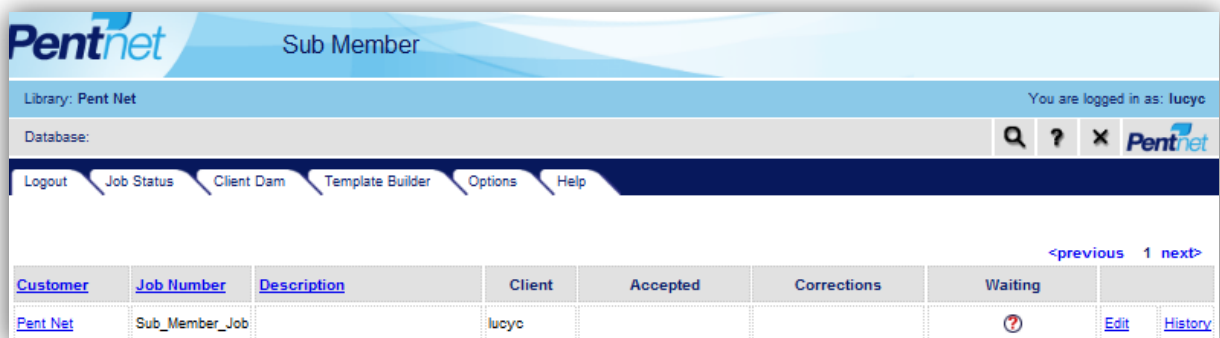 Pentnet Sub Member
Library: Pent Net You are logged in as: lucyc
Database: ? Pentnet
Logout Job Status Client Dam Template Builder Options Help
<previous 1 next>
Customer Job Number Description Client Accepted Corrections Waiting
Pent Net Sub_Member_Job lucyc ? Edit History